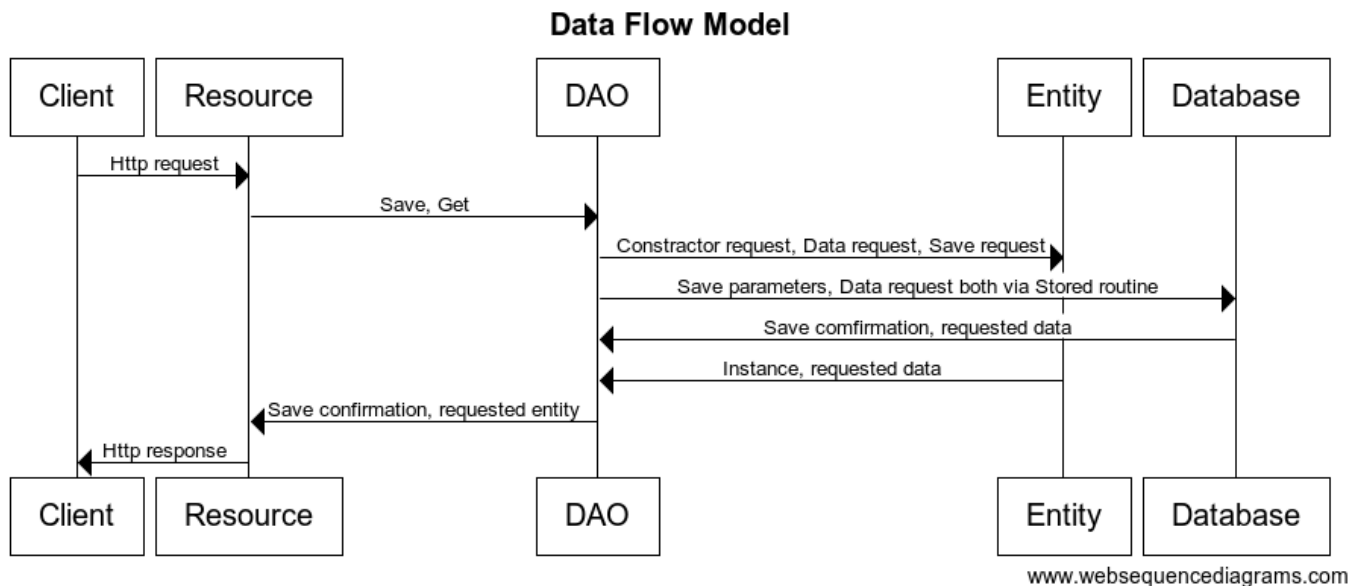 Data Flow Model
Client Resource DAO Entity Database
Http request
Save, Get
Constractor request, Data request, Save request
Save parameters, Data request both via Stored routine
Save comfirmation, requested data
Instance, requested data
Save confirmation, requested entity
Http response
Client Resource DAO Entity Database
www.websequencediagrams.com